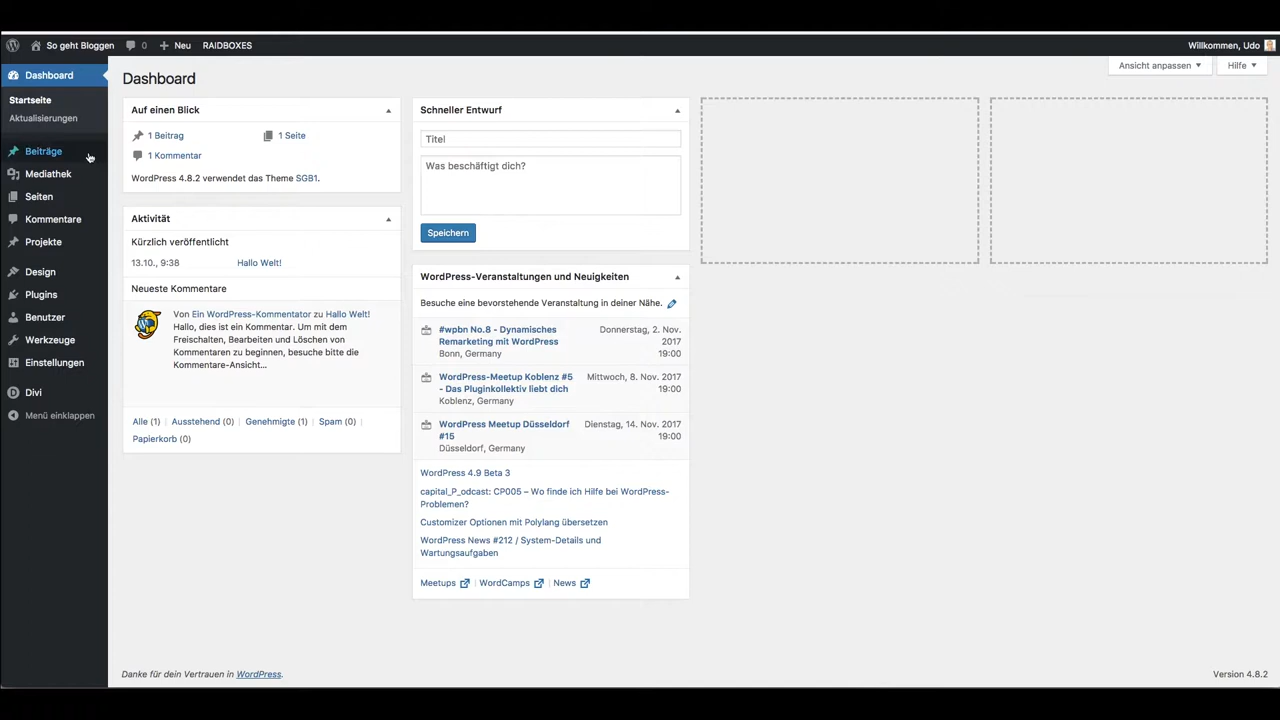 So geht Bloggen
0
Neu
RAIDBOXES
Willkommen, Udo
Dashboard
Startseite
Aktualisierungen
Beiträge
Mediathek
Seiten
Kommentare
Projekte
Design
Plugins
Benutzer
Werkzeuge
Einstellungen
Divi
Menü einklappen
Dashboard
Ansicht anpassen
Hilfe
Auf einen Blick
1 Beitrag
1 Seite
1 Kommentar
WordPress 4.8.2 verwendet das Theme SGB1.
Aktivität
Kürzlich veröffentlicht
13.10., 9:38
Hallo Welt!
Neueste Kommentare
Von Ein WordPress-Kommentator zu Hallo Welt!
Hallo, dies ist ein Kommentar. Um mit dem
Freischalten, Bearbeiten und Löschen von
Kommentaren zu beginnen, besuche bitte die
Kommentare-Ansicht...
Alle (1) | Ausstehend (0) | Genehmigte (1) | Spam (0) |
Papierkorb (0)
Schneller Entwurf
Titel
Was beschäftigt dich?
Speichern
WordPress-Veranstaltungen und Neuigkeiten
Besuche eine bevorstehende Veranstaltung in deiner Nähe.
#wpbn No.8 - Dynamisches
Remarketing mit WordPress
Bonn, Germany
Donnerstag, 2. Nov.
2017
19:00
WordPress-Meetup Koblenz #5
- Das Pluginkollektiv liebt dich
Koblenz, Germany
Mittwoch, 8. Nov. 2017
19:00
WordPress Meetup Düsseldorf
#15
Düsseldorf, Germany
Dienstag, 14. Nov. 2017
19:00
WordPress 4.9 Beta 3
capital_P_odcast: CP005 – Wo finde ich Hilfe bei WordPress-
Problemen?
Customizer Optionen mit Polylang übersetzen
WordPress News #212 / System-Details und
Wartungsaufgaben
Meetups | WordCamps | News
Danke für dein Vertrauen in WordPress.
Version 4.8.2